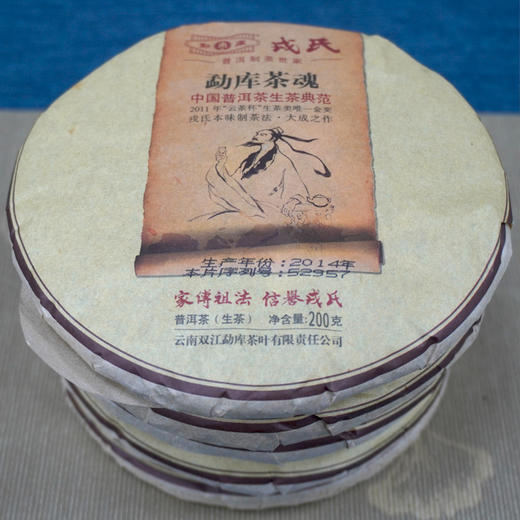 戎氏
普洱制茶世家
勐库茶魂
中国普洱茶生茶典范
2011年“云茶杯”生茶类唯一金奖
戎氏本味制茶法·大成之作
生产年份:2014年
本片序列号:52957
家传祖法 信誉戎氏
普洱茶(生茶) 净含量:200克
云南双江勐库茶叶有限责任公司